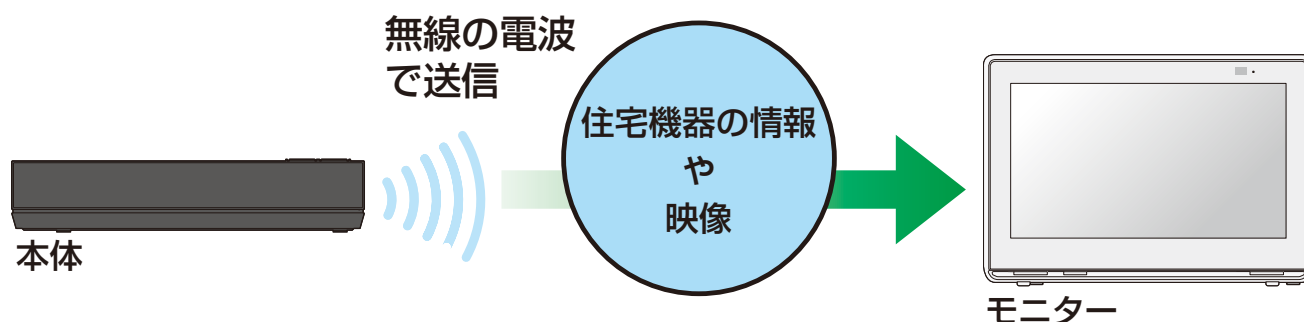 無線の電波
で送信
住宅機器の情報
や
映像
本体
モニター